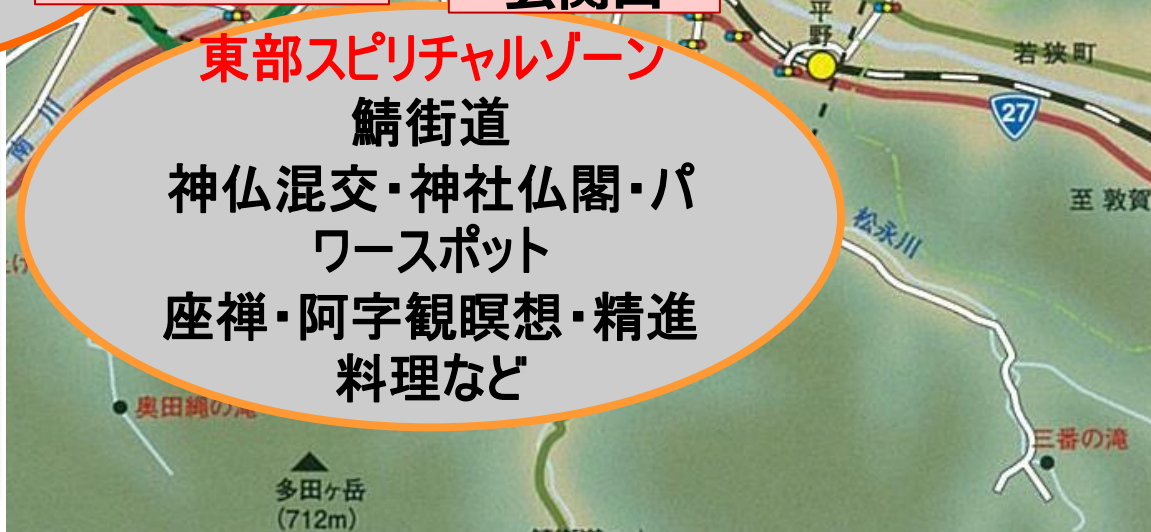 東部スピリチャルゾーン
鯖街道
神仏混交・神社仏閣・パ
ワースポット
座禅・阿字観瞑想・精進
料理など
平野
若狭町
27
至 敦賀
南川
松永川
奥田縄の滝
三番の滝
多田ヶ岳
(712m)